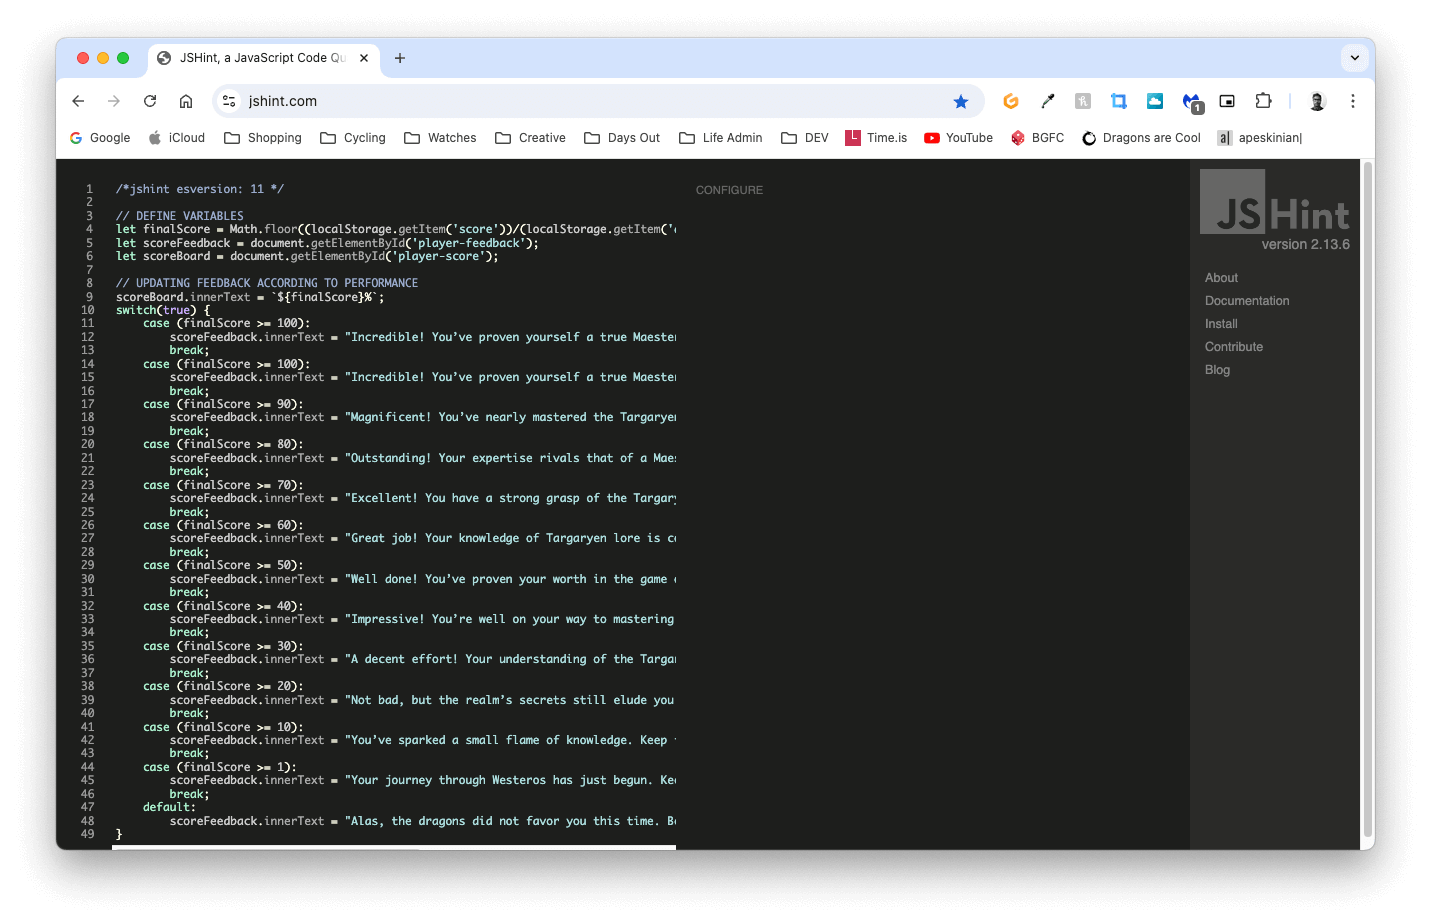 JSHint, a JavaScript Code Qu
jshint.com
1
Google iCloud Shopping Cycling Watches Creative Days Out Life Admin DEV Time.is YouTube BGFC Dragons are Cool a| apeskinian|
1 /*jshint esversion: 11 */
2
3 // DEFINE VARIABLES
4 let finalScore = Math.floor((localStorage.getItem('score'))/(localStorage.getItem('
5 let scoreFeedback = document.getElementById('player-feedback');
6 let scoreBoard = document.getElementById('player-score');
7
8 // UPDATING FEEDBACK ACCORDING TO PERFORMANCE
9 scoreBoard.innerText = `${finalScore}%`;
10 switch(true) {
11 case (finalScore >= 100):
12 scoreFeedback.innerText = "Incredible! You’ve proven yourself a true Maester
13 break;
14 case (finalScore >= 100):
15 scoreFeedback.innerText = "Incredible! You’ve proven yourself a true Maester
16 break;
17 case (finalScore >= 90):
18 scoreFeedback.innerText = "Magnificent! You’ve nearly mastered the Targaryen
19 break;
20 case (finalScore >= 80):
21 scoreFeedback.innerText = "Outstanding! Your expertise rivals that of a Maes
22 break;
23 case (finalScore >= 70):
24 scoreFeedback.innerText = "Excellent! You have a strong grasp of the Targary
25 break;
26 case (finalScore >= 60):
27 scoreFeedback.innerText = "Great job! Your knowledge of Targaryen lore is co
28 break;
29 case (finalScore >= 50):
30 scoreFeedback.innerText = "Well done! You’ve proven your worth in the game
31 break;
32 case (finalScore >= 40):
33 scoreFeedback.innerText = "Impressive! You’re well on your way to mastering
34 break;
35 case (finalScore >= 30):
36 scoreFeedback.innerText = "A decent effort! Your understanding of the Targar
37 break;
38 case (finalScore >= 20):
39 scoreFeedback.innerText = "Not bad, but the realm’s secrets still elude you
40 break;
41 case (finalScore >= 10):
42 scoreFeedback.innerText = "You’ve sparked a small flame of knowledge. Keep
43 break;
44 case (finalScore >= 1):
45 scoreFeedback.innerText = "Your journey through Westeros has just begun. Kee
46 break;
47 default:
48 scoreFeedback.innerText = "Alas, the dragons did not favor you this time. Be
49 }
CONFIGURE
JSHint
version 2.13.6
About
Documentation
Install
Contribute
Blog